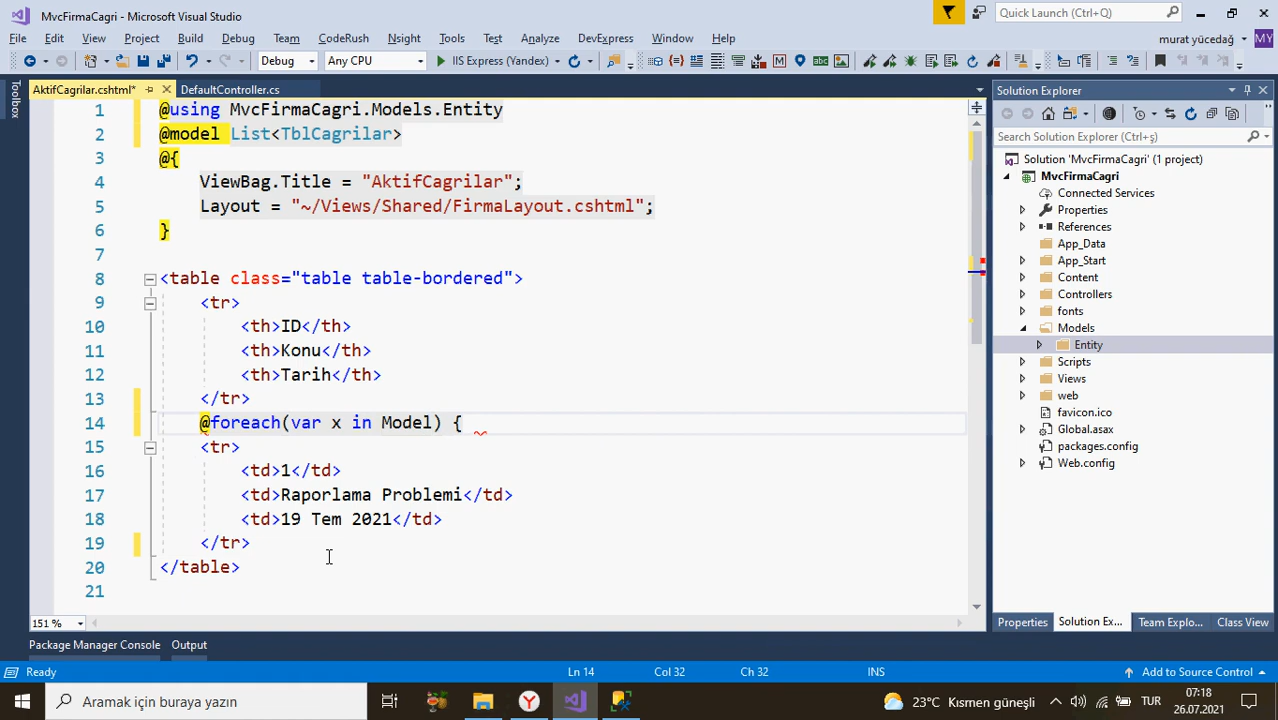 MvcFirmaCagri - Microsoft Visual Studio
Quick Launch (Ctrl+Q)
File Edit View Project Build Debug Team CodeRush Nsight Tools Test Analyze DevExpress Window Help
murat yücedağ MY
Debug Any CPU IIS Express (Yandex)
Toolbox
AktifCagrilar.cshtml* DefaultController.cs
1 @using MvcFirmaCagri.Models.Entity
2 @model List<TblCagrilar>
3 @{
4 ViewBag.Title = "AktifCagrilar";
5 Layout = "~/Views/Shared/FirmaLayout.cshtml";
6 }
7
8 <table class="table table-bordered">
9 <tr>
10 <th>ID</th>
11 <th>Konu</th>
12 <th>Tarih</th>
13 </tr>
14 @foreach(var x in Model) {
15 <tr>
16 <td>1</td>
17 <td>Raporlama Problemi</td>
18 <td>19 Tem 2021</td>
19 </tr>
20 </table>
21
151 %
Solution Explorer
Search Solution Explorer (Ctrl+ş)
Solution 'MvcFirmaCagri' (1 project)
MvcFirmaCagri
Connected Services
Properties
References
App_Data
App_Start
Content
Controllers
fonts
Models
Entity
Scripts
Views
web
favicon.ico
Global.asax
packages.config
Web.config
Properties Solution Ex... Team Explo... Class View
Package Manager Console Output
Ready Ln 14 Col 32 Ch 32 INS Add to Source Control
Aramak için buraya yazın
23°C Kısmen güneşli TUR 07:18
26.07.2021